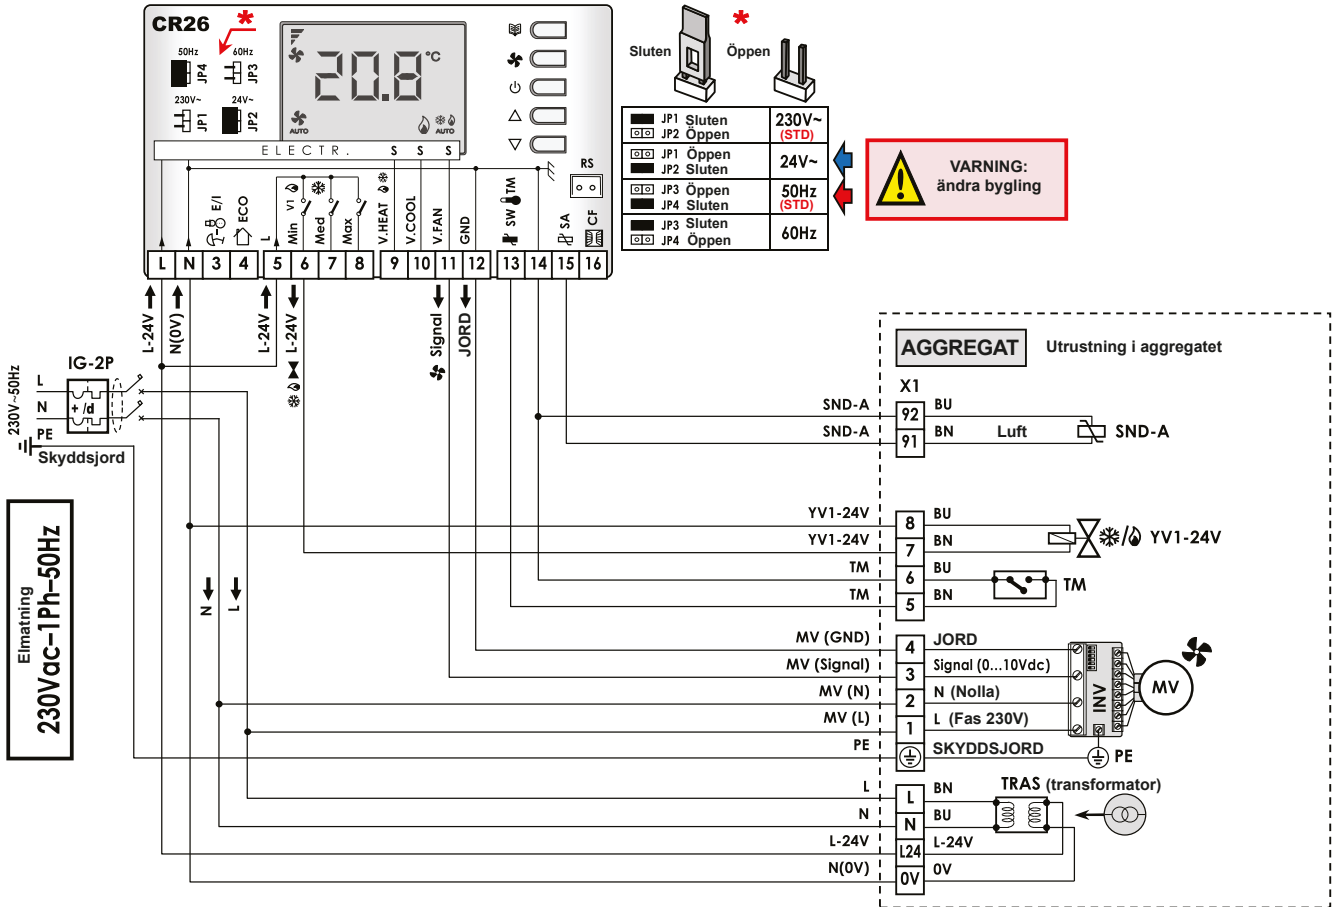 CR26 *
50Hz 60Hz
JP4 JP3
230V~ 24V~
JP1 JP2
20.8 °C
AUTO AUTO
ELECTR. S S S
RS
E/I ECO L Min V1 Med Max V.HEAT V.COOL V.FAN GND SW TM SA CF
L N 3 4 5 6 7 8 9 10 11 12 13 14 15 16
L-24V N(0V) L-24V L-24V Signal JORD
Sluten * Öppen
JP1 Sluten
JP2 Öppen
230V~
(STD)
JP1 Öppen
JP2 Sluten
24V~
JP3 Öppen
JP4 Sluten
50Hz
(STD)
JP3 Sluten
JP4 Öppen
60Hz
VARNING:
ändra bygling
IG-2P
230V~50Hz
L
N
PE
+ /d
Skyddsjord
Elmatning
230Vac–1Ph–50Hz
N L
AGGREGAT Utrustning i aggregatet
X1
SND-A 92 BU
SND-A 91 BN Luft SND-A
YV1-24V 8 BU
YV1-24V 7 BN YV1-24V
TM 6 BU
TM 5 BN TM
MV (GND) 4 JORD
MV (Signal) 3 Signal (0...10Vdc)
MV (N) 2 N (Nolla)
MV (L) 1 L (Fas 230V)
INV MV
PE SKYDDSJORD PE
TRAS (transformator)
L L BN
N N BU
L-24V L24 L-24V
N(0V) 0V 0V